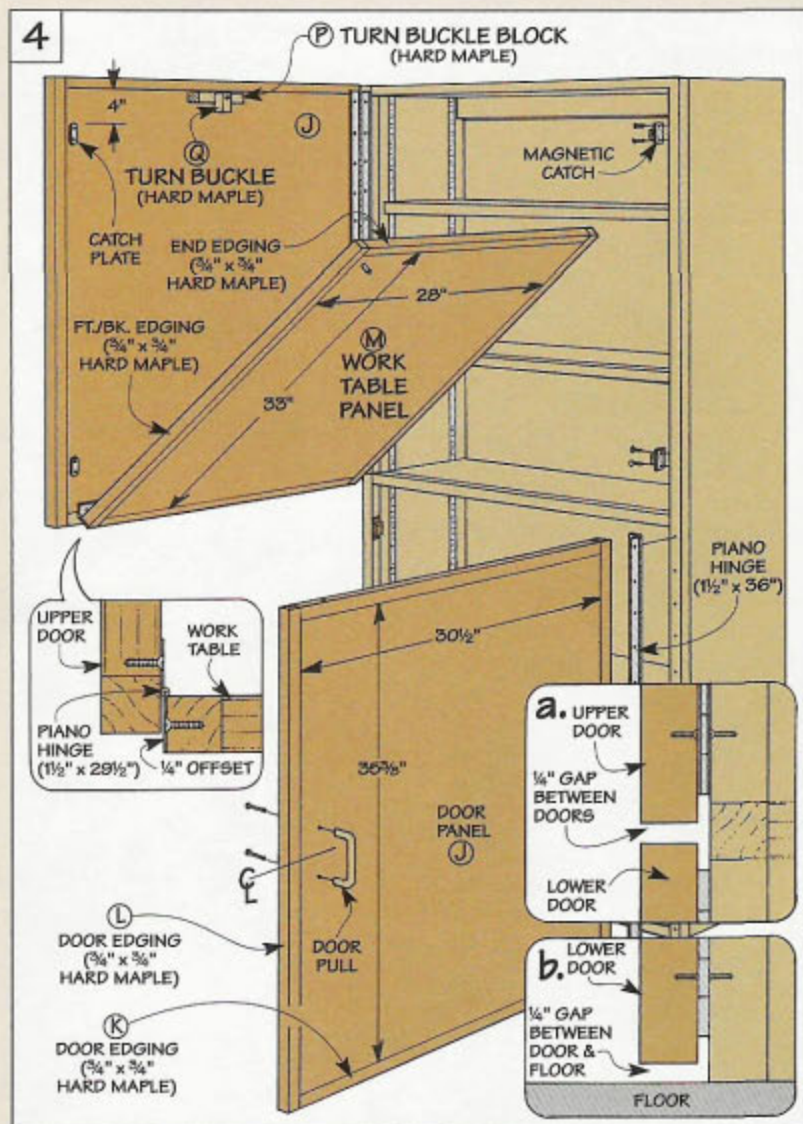 4
P TURN BUCKLE BLOCK
(HARD MAPLE)
4"
J
Q
TURN BUCKLE
(HARD MAPLE)
MAGNETIC
CATCH
CATCH
PLATE
END EDGING
(¾" x ¾"
HARD MAPLE)
28"
FT./BK. EDGING
(¾" x ¾"
HARD MAPLE)
M
WORK
TABLE
PANEL
33"
PIANO
HINGE
(1½" x 36")
UPPER
DOOR
WORK
TABLE
PIANO
HINGE
(1½" x 29½")
¼" OFFSET
30½"
36⅜"
DOOR
PANEL
J
CL
DOOR
PULL
L
DOOR EDGING
(¾" x ¾"
HARD MAPLE)
K
DOOR EDGING
(¾" x ¾"
HARD MAPLE)
a.
UPPER
DOOR
¼" GAP
BETWEEN
DOORS
LOWER
DOOR
b.
LOWER
DOOR
¼" GAP
BETWEEN
DOOR &
FLOOR
FLOOR